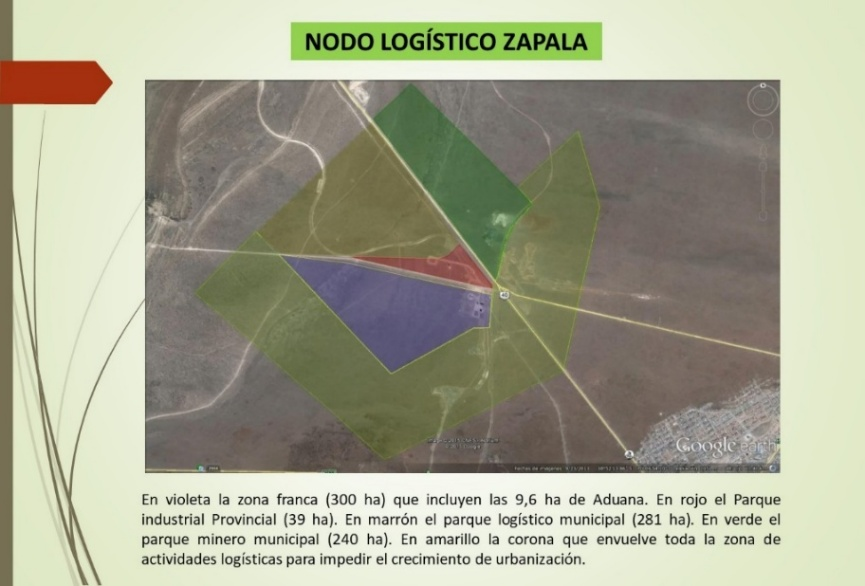 NODO LOGÍSTICO ZAPALA
Google earth
En violeta la zona franca (300 ha) que incluyen las 9,6 ha de Aduana. En rojo el Parque
industrial Provincial (39 ha). En marrón el parque logístico municipal (281 ha). En verde el
parque minero municipal (240 ha). En amarillo la corona que envuelve toda la zona de
actividades logísticas para impedir el crecimiento de urbanización.